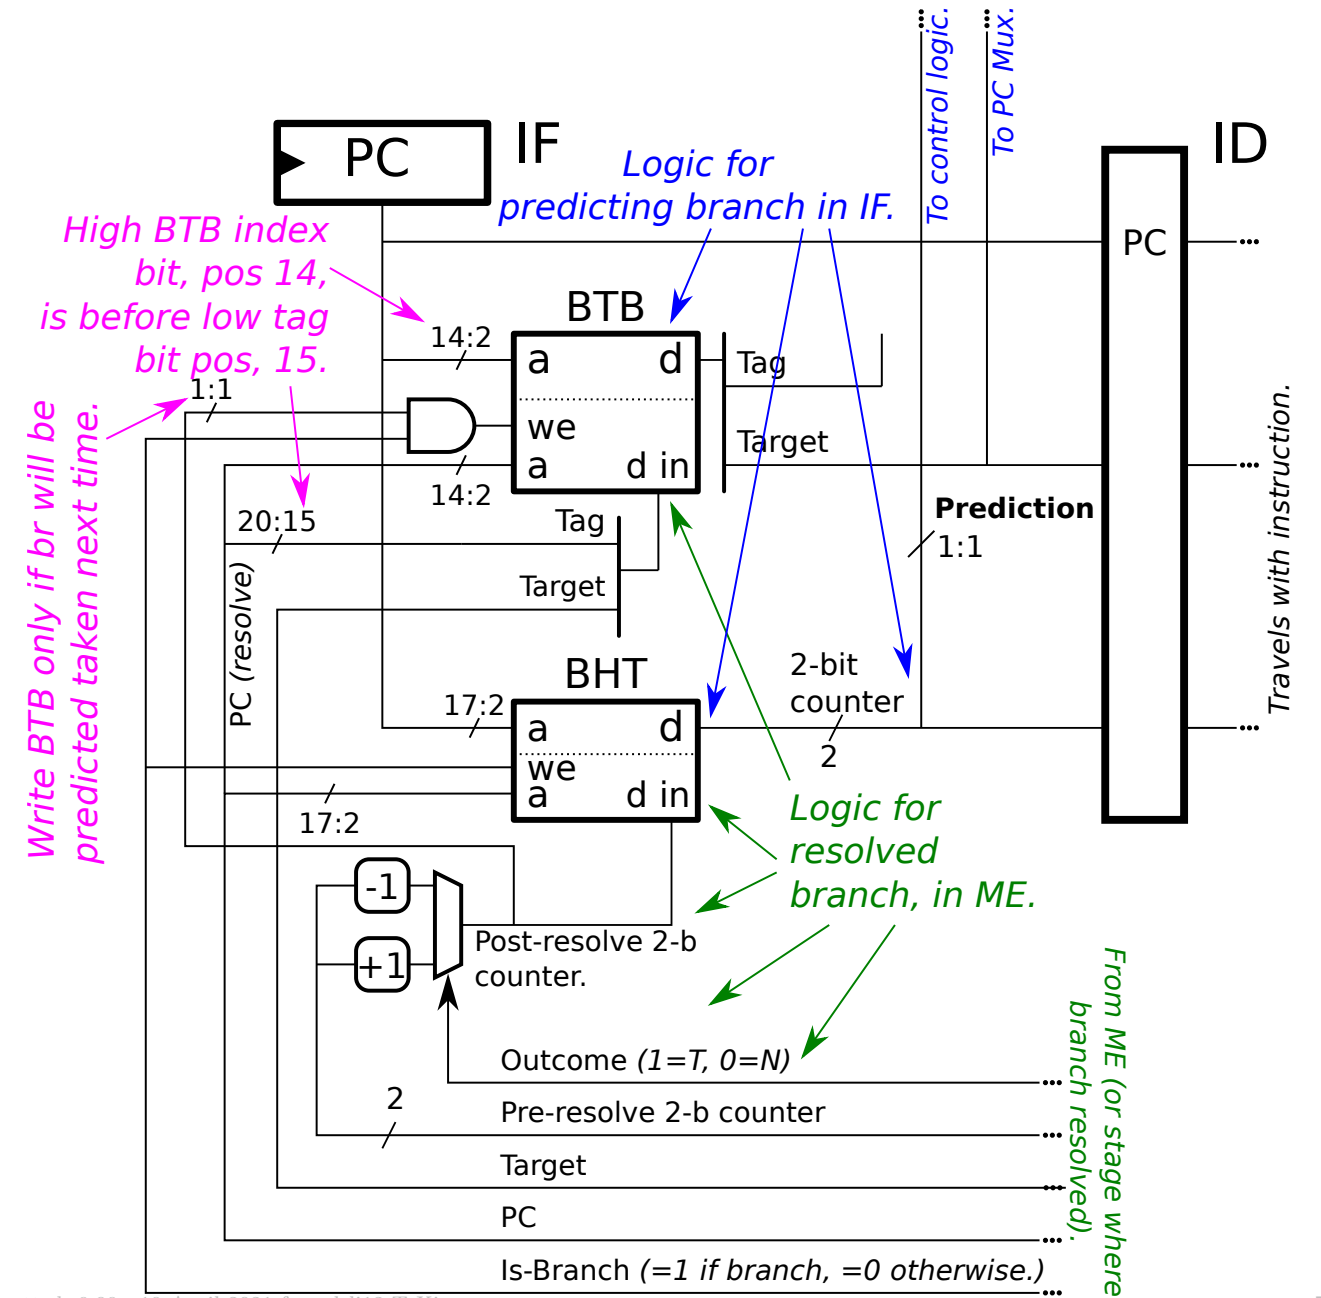 To control logic.
To PC Mux.
PC
IF
ID
Logic for
predicting branch in IF.
High BTB index
bit, pos 14,
is before low tag
bit pos, 15.
PC
BTB
14:2
a
d
Tag
1:1
we
Target
a
d in
14:2
Write BTB only if br will be
predicted taken next time.
Travels with instruction.
20:15
Tag
Prediction
1:1
Target
PC (resolve)
BHT
2-bit
counter
17:2
a
d
2
we
a
d in
17:2
Logic for
resolved
branch, in ME.
-1
+1
Post-resolve 2-b
counter.
From ME (or stage where
branch resolved).
Outcome (1=T, 0=N)
2
Pre-resolve 2-b counter
Target
PC
Is-Branch (=1 if branch, =0 otherwise.)